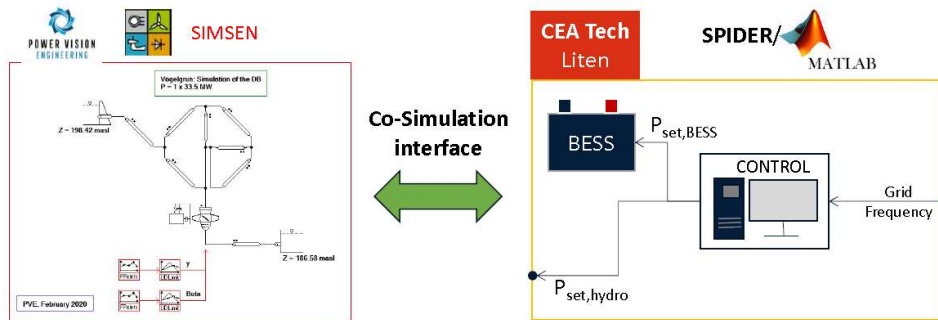 POWER VISION
ENGINEERING
SIMSEN
Vogelgrun: Simulation of the DB
P = 1 x 33.5 MW
Z = 198.42 masl
Z = 186.58 masl
y
Beta
PVE, February 2020
Co-Simulation
interface
CEA Tech
Liten
SPIDER/
MATLAB
BESS
Pset,BESS
CONTROL
Grid
Frequency
Pset,hydro